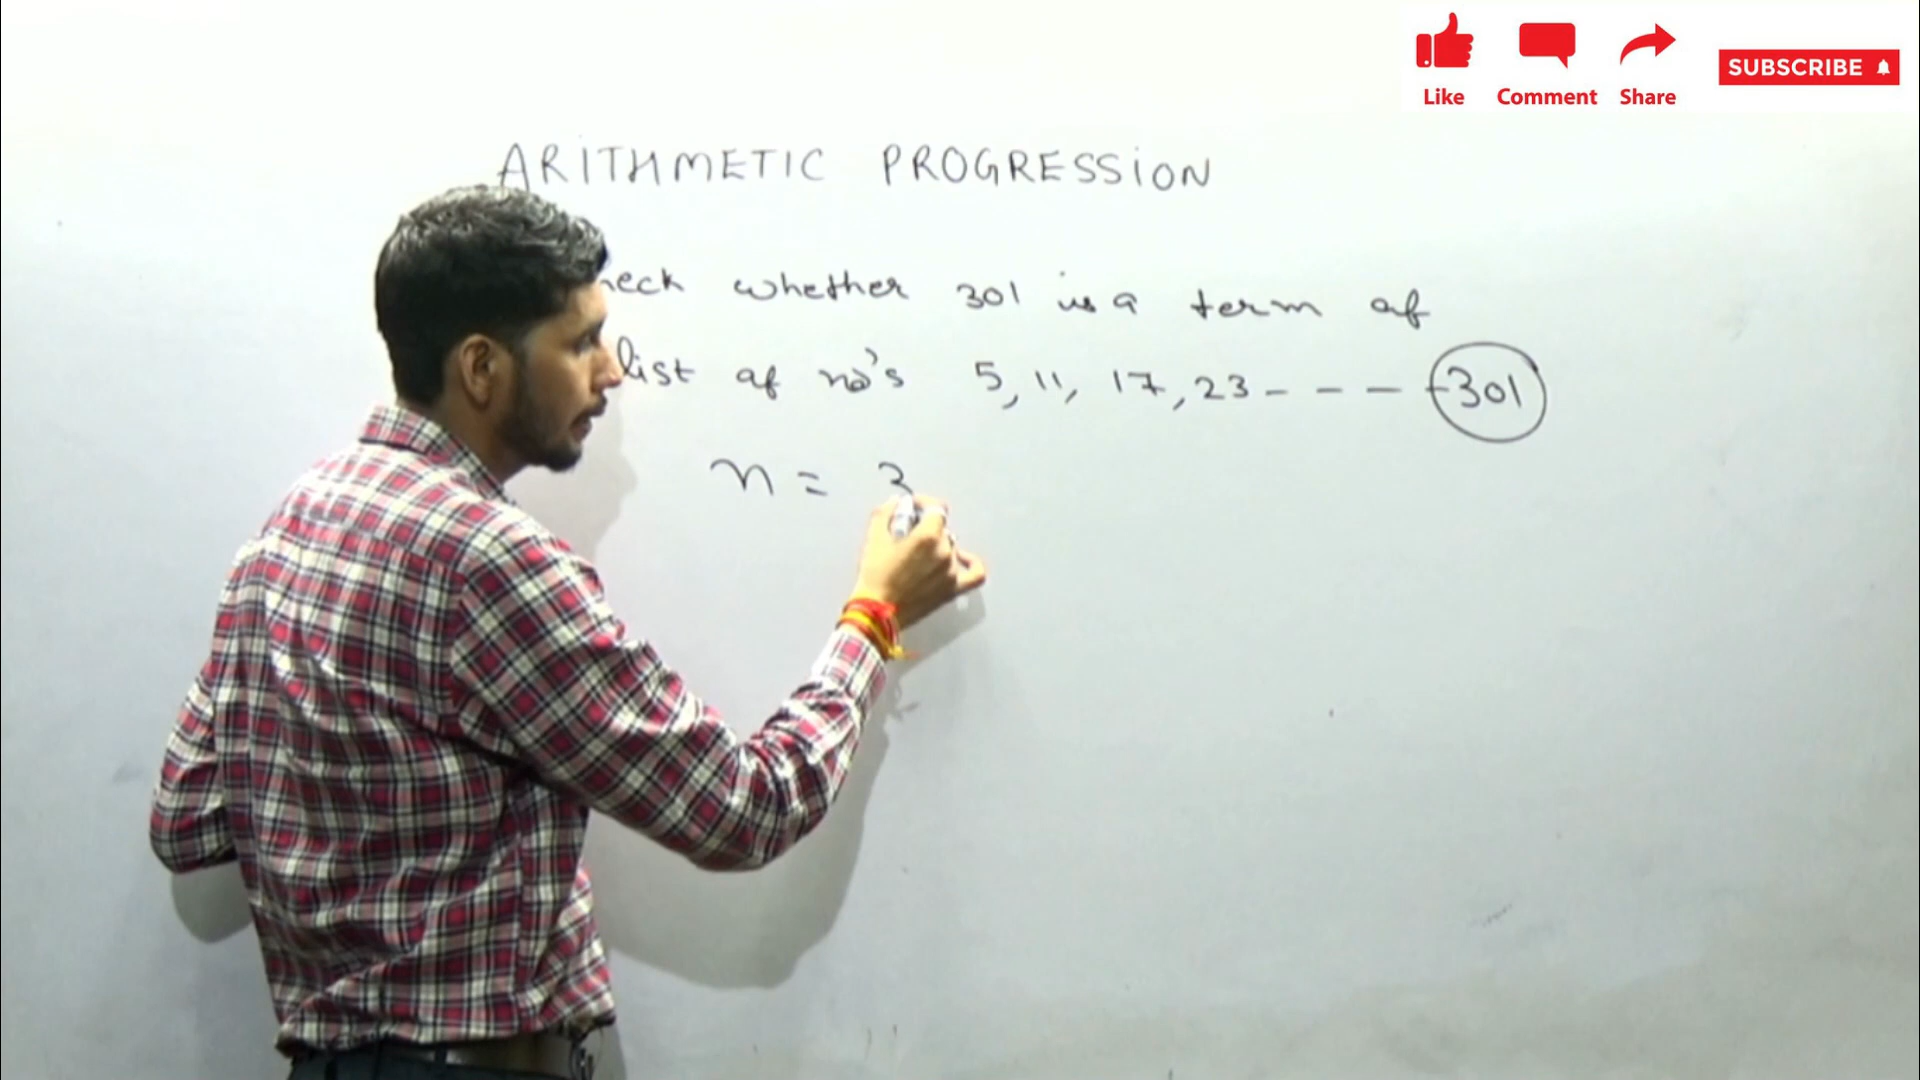 Like Comment Share SUBSCRIBE
ARITHMETIC PROGRESSION
heck whether 301 is a term of
list of no's 5, 11, 17, 23 - - - - 301
n = 3